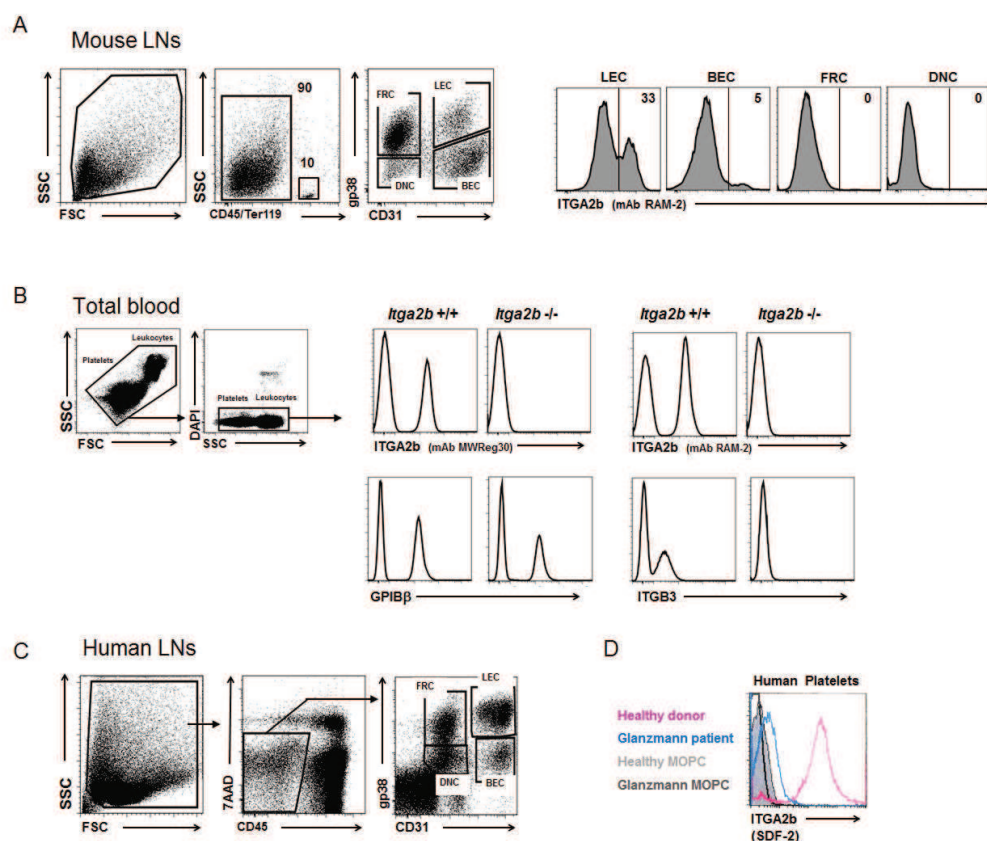 A
Mouse LNs
SSC
FSC
SSC
90
10
CD45/Ter119
gp38
FRC
LEC
DNC
BEC
CD31
LEC
BEC
FRC
DNC
33
5
0
0
ITGA2b (mAb RAM-2)
B
Total blood
SSC
Platelets
Leukocytes
FSC
DAPI
Platelets
Leukocytes
SSC
Itga2b +/+
Itga2b -/-
Itga2b +/+
Itga2b -/-
ITGA2b (mAb MWReg30)
ITGA2b (mAb RAM-2)
GPIBβ
ITGB3
C
Human LNs
SSC
FSC
7AAD
CD45
gp38
FRC
LEC
DNC
BEC
CD31
D
Human Platelets
Healthy donor
Glanzmann patient
Healthy MOPC
Glanzmann MOPC
ITGA2b
(SDF-2)